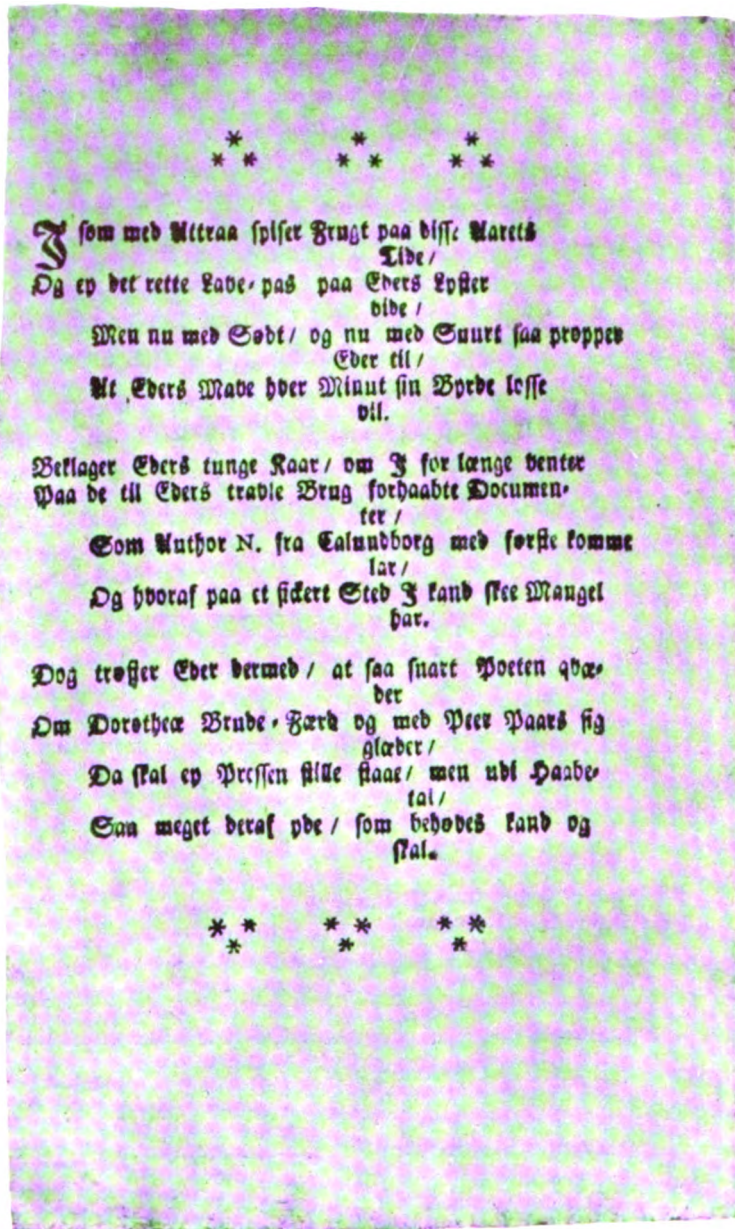 * * *
** ** **
I som med Attraa spiser Frugt paa disse Aarets
Tide /
Og ey det rette Lave-pas paa Eders Lyster
vide /
Men nu med Sødt / og nu med Suurt saa propper
Eder til /
At Eders Mave hver Minut sin Byrde losse
vil.
Beklager Eders tunge Kaar / om I for længe venter
Paa de til Eders travle Brug forhaabte Documen-
ter /
Som Author N. fra Calundborg med første komme
lar /
Og hvoraf paa et sickert Sted I kand skee Mangel
har.
Dog trøster Eder dermed / at saa snart Poeten qvæ-
der
Om Dorotheæ Brude-Færd og med Peer Paars sig
glæder /
Da skal ey Pressen stille staae / men udi Haabe-
tal /
Saa meget deraf yde / som behøves kand og
skal.
** ** **
* * *